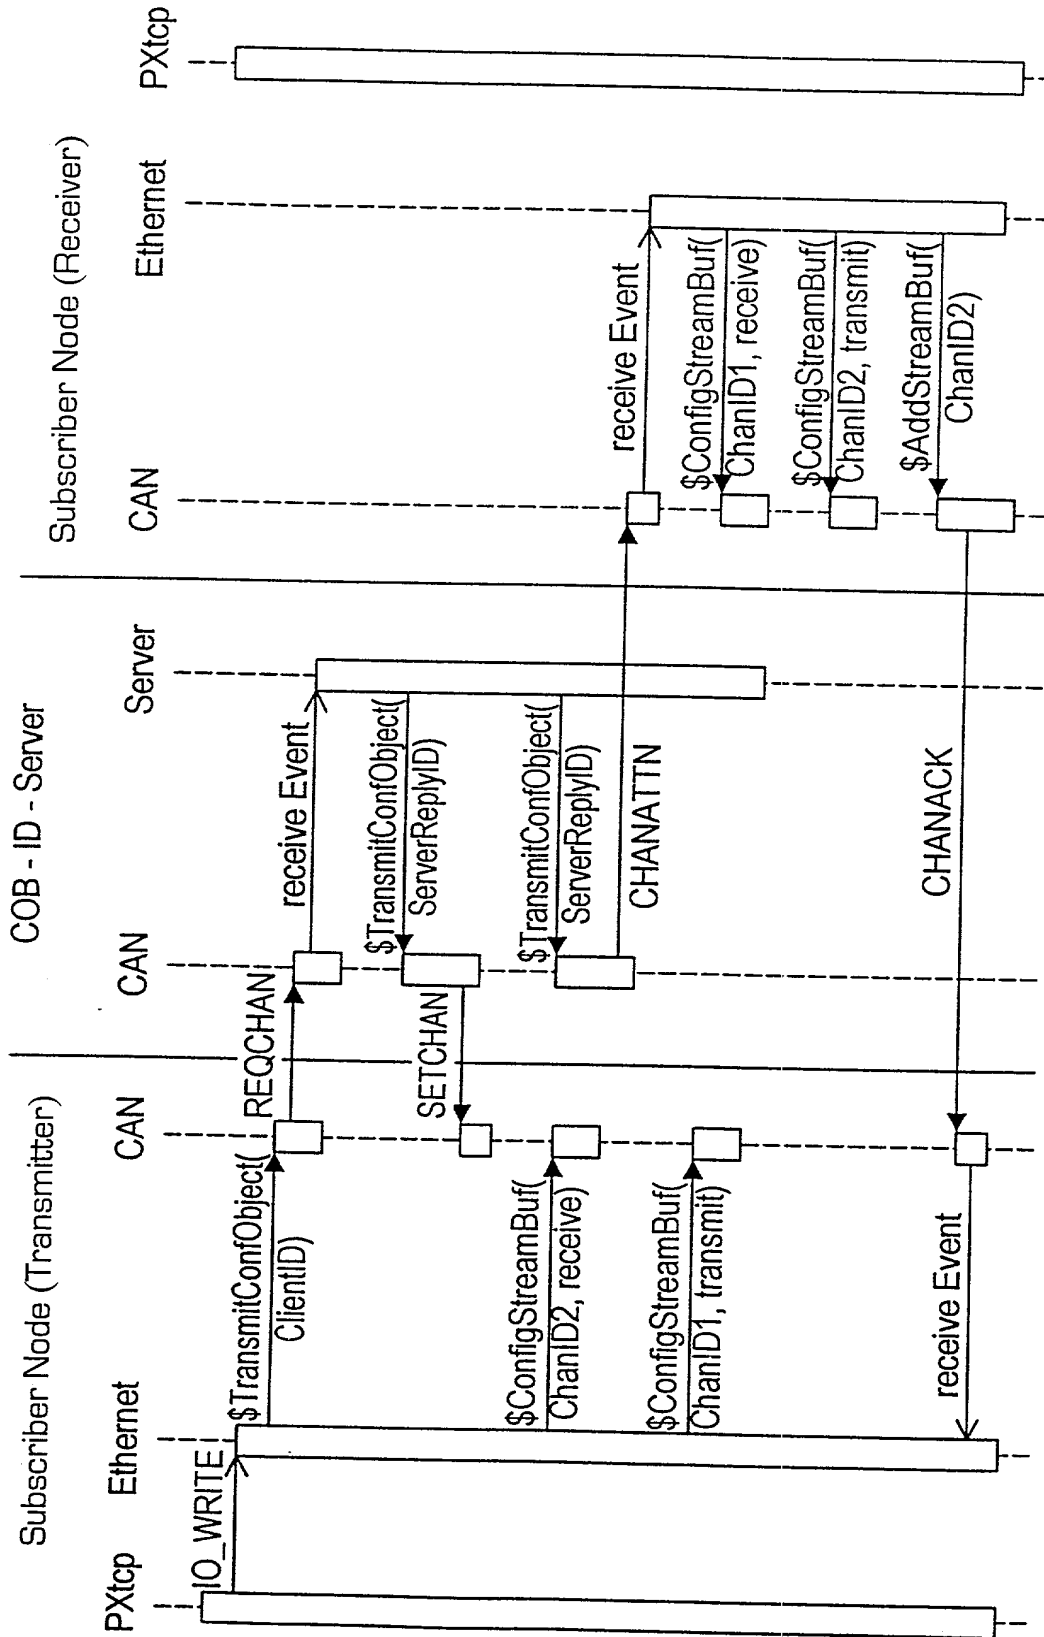 Subscriber Node (Transmitter)
COB - ID - Server
Subscriber Node (Receiver)
PXtcp
Ethernet
CAN
CAN
Server
CAN
Ethernet
PXtcp
IO_WRITE
$TransmitConfObject(
ClientID)
REQCHAN
receive Event
$TransmitConfObject(
ServerReplyID)
SETCHAN
$ConfigStreamBuf(
ChanID2, receive)
$TransmitConfObject(
ServerReplyID)
CHANATTN
receive Event
$ConfigStreamBuf(
ChanID1, transmit)
$ConfigStreamBuf(
ChanID1, receive)
$ConfigStreamBuf(
ChanID2, transmit)
$AddStreamBuf(
ChanID2)
CHANACK
receive Event